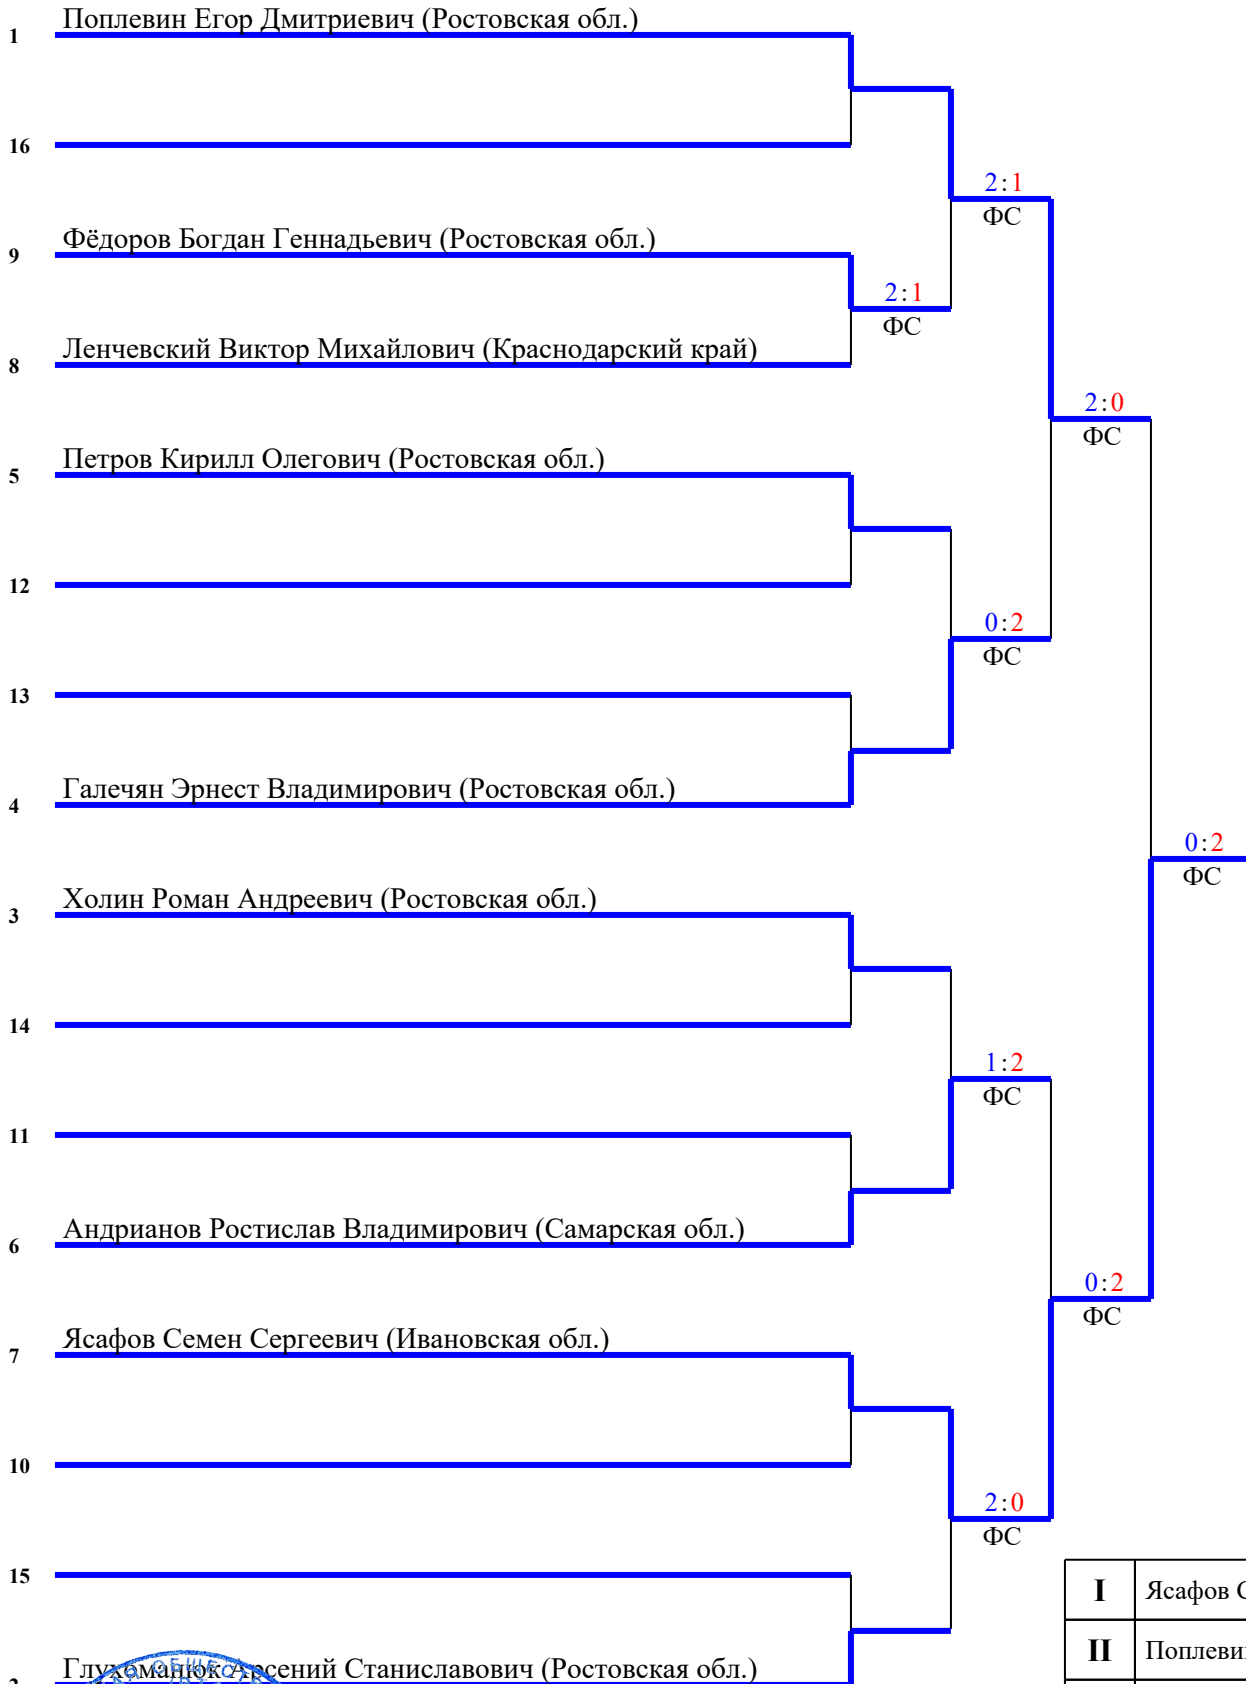 Поплевин Егор Дмитриевич (Ростовская обл.)
1
16
2:1
ФС
Фёдоров Богдан Геннадьевич (Ростовская обл.)
9
2:1
ФС
Ленчевский Виктор Михайлович (Краснодарский край)
8
2:0
ФС
Петров Кирилл Олегович (Ростовская обл.)
5
12
0:2
ФС
13
Галечян Эрнест Владимирович (Ростовская обл.)
4
0:2
ФС
Холин Роман Андреевич (Ростовская обл.)
3
14
1:2
ФС
11
Андрианов Ростислав Владимирович (Самарская обл.)
6
0:2
ФС
Ясафов Семен Сергеевич (Ивановская обл.)
7
10
2:0
ФС
15
I Ясафов С
II Поплевин
Арсений Станиславович (Ростовская обл.)